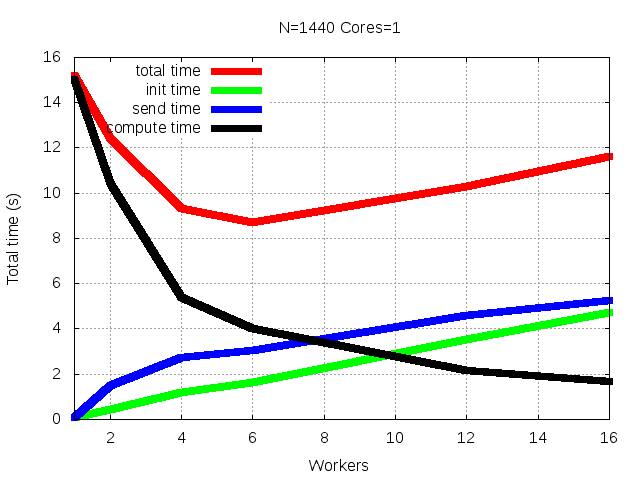 N=1440 Cores=1
16
14
12
10
8
6
4
2
0
Total time (s)
total time
init time
send time
compute time
2 4 6 8 10 12 14 16
Workers